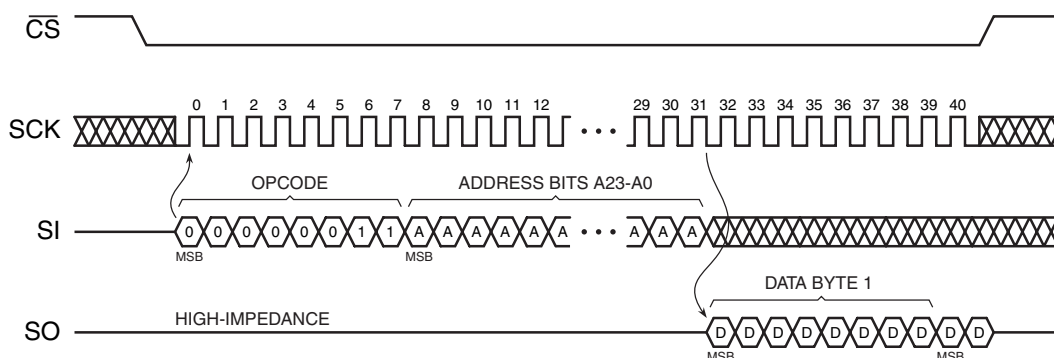 CS
0 1 2 3 4 5 6 7 8 9 10 11 12 29 30 31 32 33 34 35 36 37 38 39 40
SCK
OPCODE ADDRESS BITS A23-A0
SI 0 0 0 0 0 0 1 1 A A A A A A A A A
MSB MSB
DATA BYTE 1
HIGH-IMPEDANCE
SO D D D D D D D D D D
MSB MSB